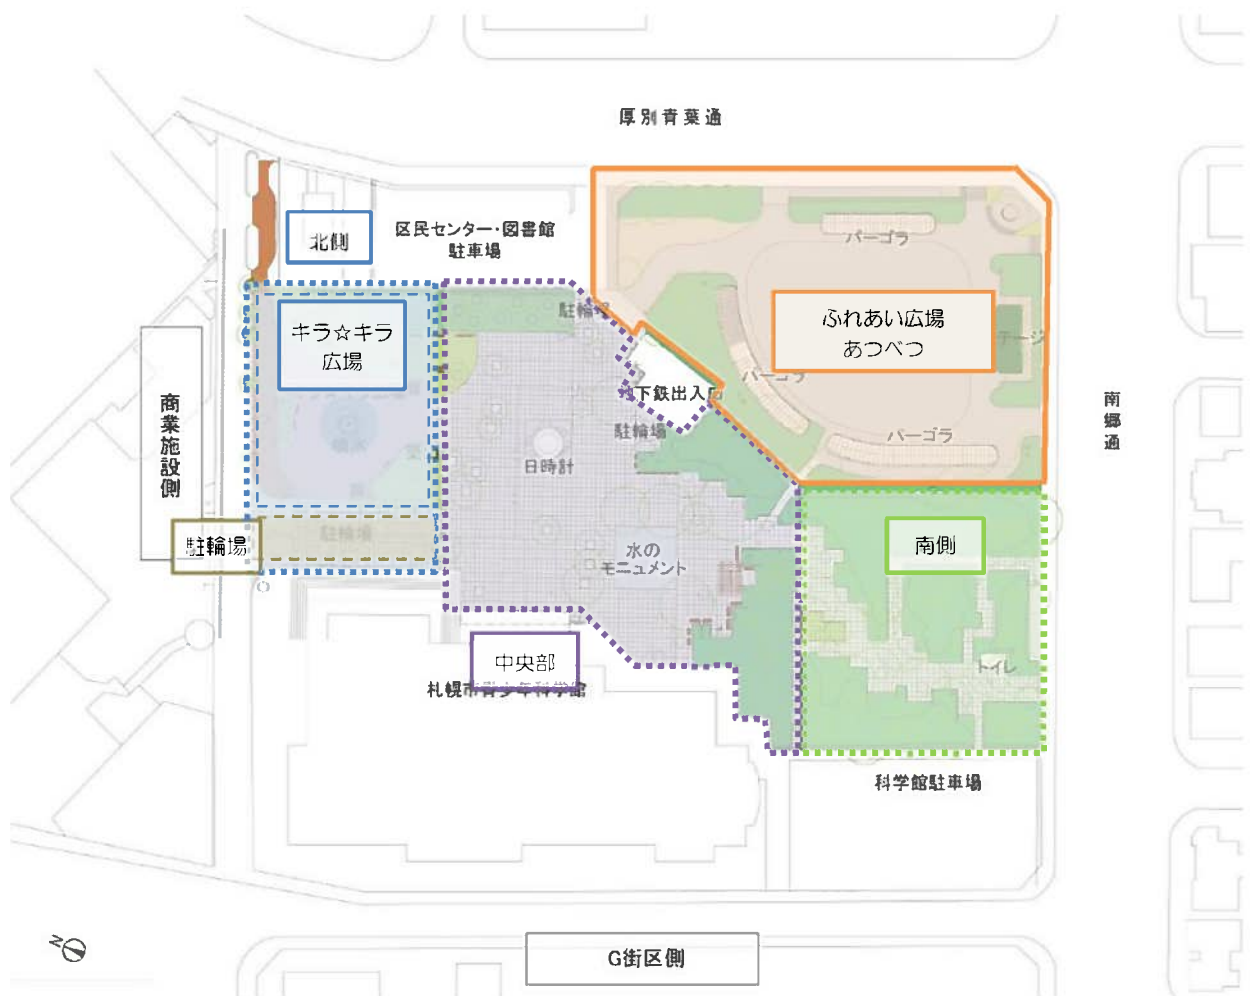 厚別青葉通
北側
区民センター・図書館
駐車場
パーゴラ
キラ☆キラ
広場
駐輪場
ふれあい広場
あつべつ
ステージ
地下鉄出入口
パーゴラ
駐輪場
パーゴラ
南郷通
商業施設側
噴水
日時計
駐輪場
駐輪場
水の
モニュメント
南側
中央部
トイレ
札幌市青少年科学館
科学館駐車場
G街区側
N